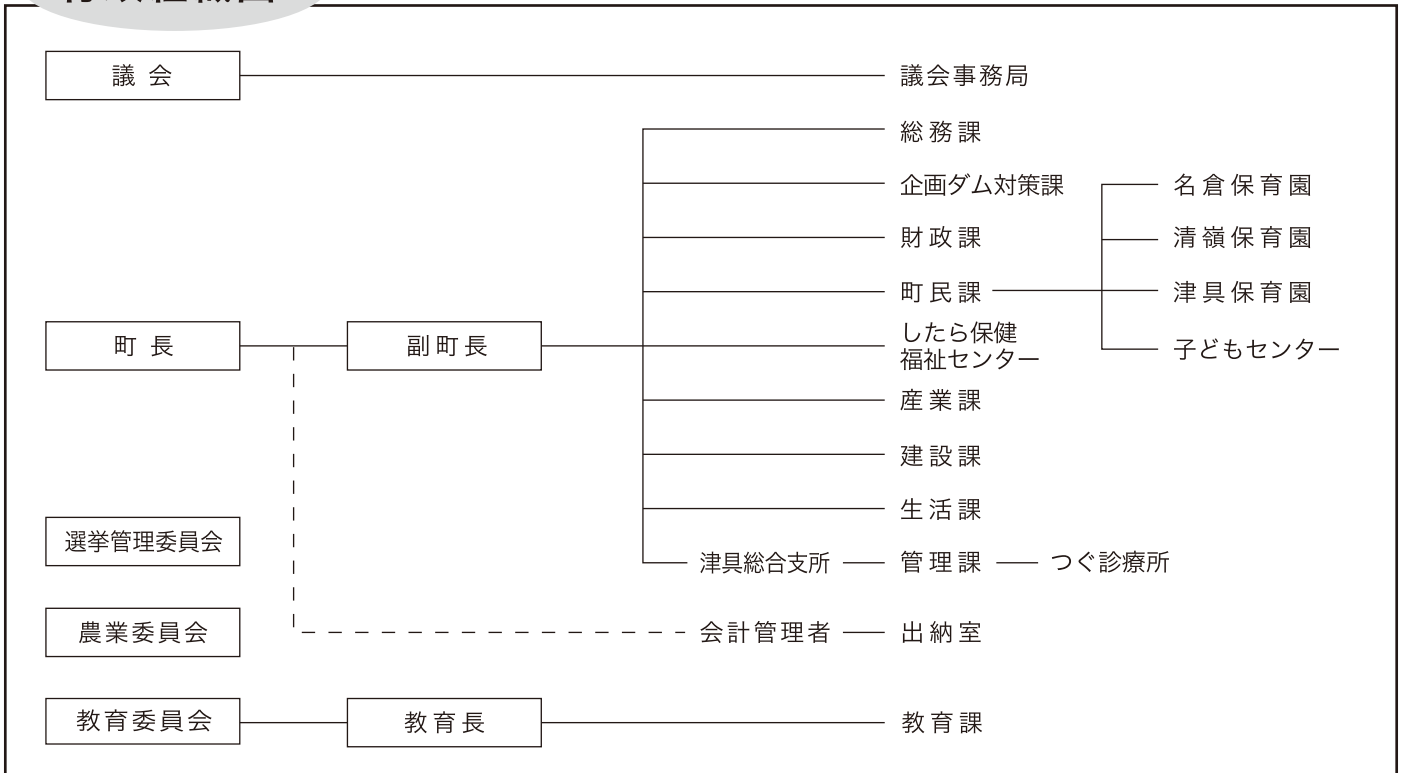 議会
議会事務局
総務課
企画ダム対策課
名倉保育園
財政課
清嶺保育園
町民課
津具保育園
町長
副町長
したら保健
福祉センター
子どもセンター
産業課
建設課
生活課
選挙管理委員会
津具総合支所
管理課
つぐ診療所
農業委員会
会計管理者
出納室
教育委員会
教育長
教育課